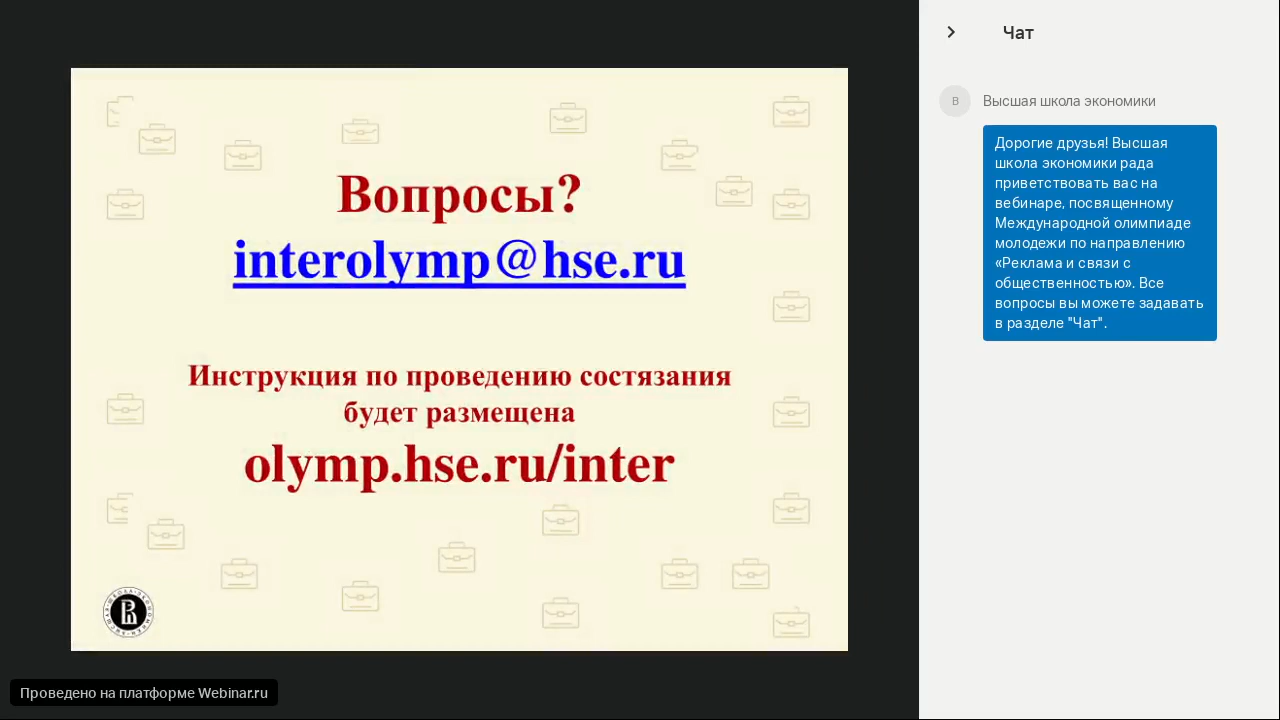 Вопросы?
interolymp@hse.ru
Инструкция по проведению состязания
будет размещена
olymp.hse.ru/inter
Проведено на платформе Webinar.ru
Чат
В
Высшая школа экономики
Дорогие друзья! Высшая
школа экономики рада
приветствовать вас на
вебинаре, посвященному
Международной олимпиаде
молодежи по направлению
«Реклама и связи с
общественностью». Все
вопросы вы можете задавать
в разделе "Чат".